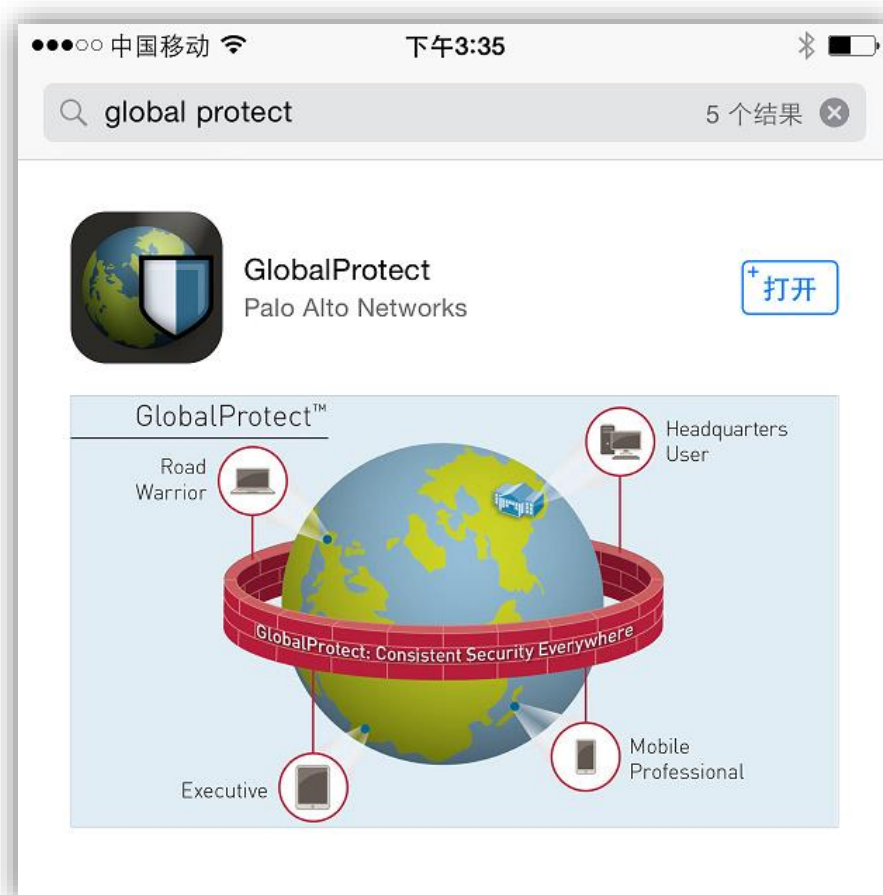 中国移动 下午3:35
global protect 5 个结果
GlobalProtect
Palo Alto Networks
+打开
GlobalProtect™
Road
Warrior
Headquarters
User
GlobalProtect: Consistent Security Everywhere
Executive
Mobile
Professional